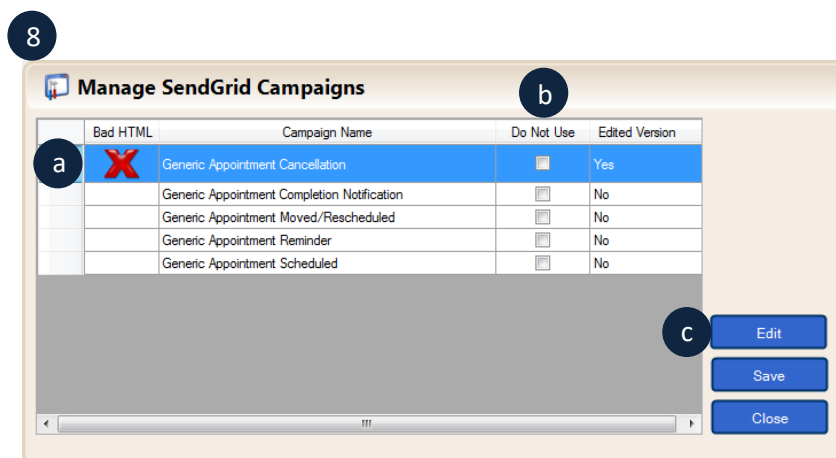 8
Manage SendGrid Campaigns
b
Bad HTML Campaign Name Do Not Use Edited Version
a Generic Appointment Cancellation Yes
Generic Appointment Completion Notification No
Generic Appointment Moved/Rescheduled No
Generic Appointment Reminder No
Generic Appointment Scheduled No
c Edit
Save
Close